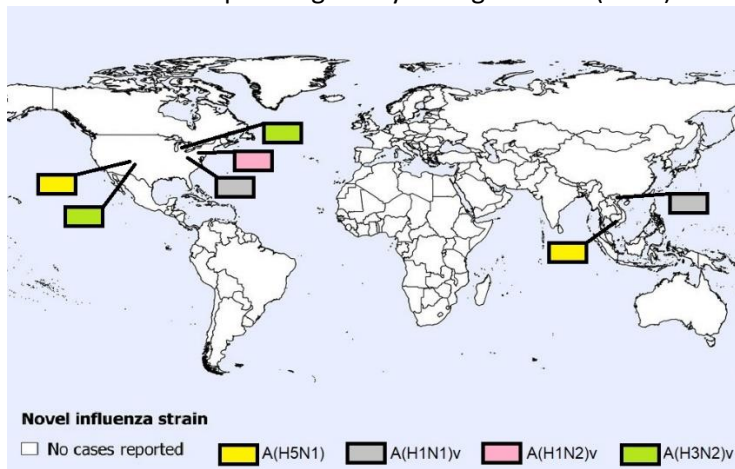 Novel influenza strain
No cases reported A(H5N1) A(H1N1)v A(H1N2)v A(H3N2)v